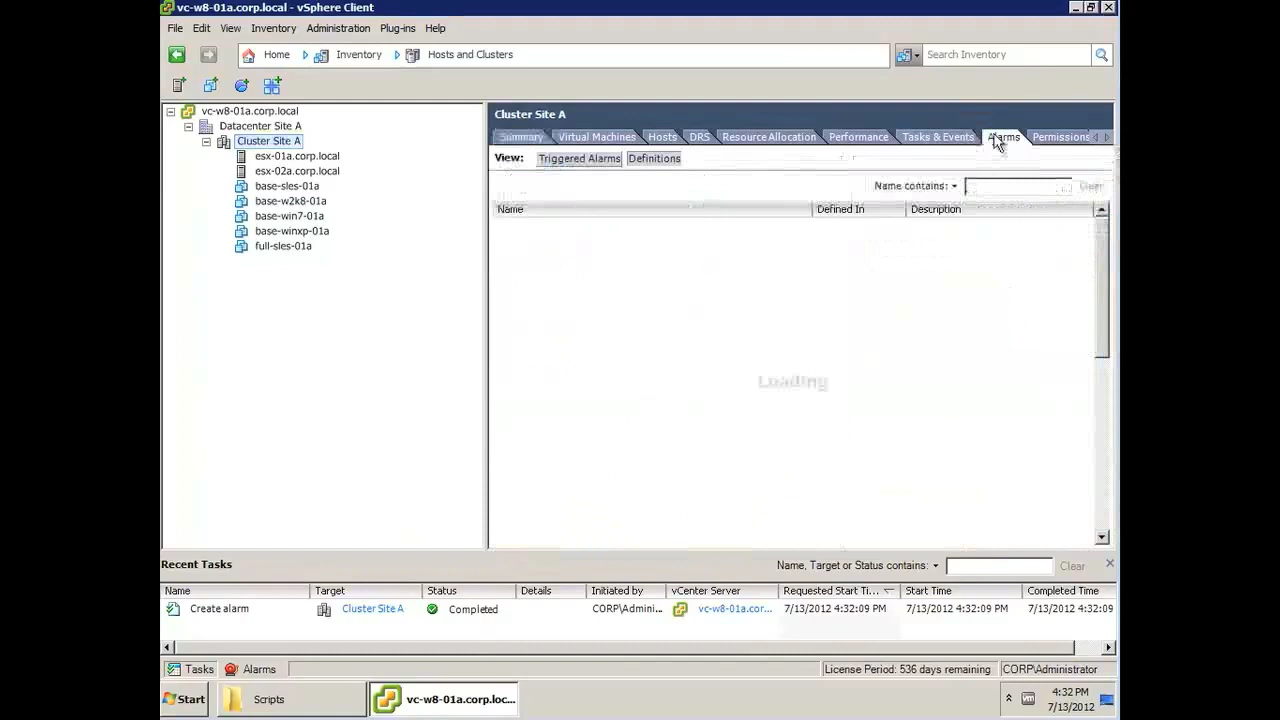 vc-w8-01a.corp.local - vSphere Client
File Edit View Inventory Administration Plug-ins Help
Home Inventory Hosts and Clusters Search Inventory
vc-w8-01a.corp.local
Datacenter Site A
Cluster Site A
esx-01a.corp.local
esx-02a.corp.local
base-sles-01a
base-w2k8-01a
base-win7-01a
base-winxp-01a
full-sles-01a
Cluster Site A
Summary Virtual Machines Hosts DRS Resource Allocation Performance Tasks & Events Alarms Permissions
View: Triggered Alarms Definitions
Name contains: Clear
Name Defined In Description
Loading
Recent Tasks Name, Target or Status contains: Clear
Name Target Status Details Initiated by vCenter Server Requested Start Ti... Start Time Completed Time
Create alarm Cluster Site A Completed CORP\Admini... vc-w8-01a.cor... 7/13/2012 4:32:09 PM 7/13/2012 4:32:09 PM 7/13/2012 4:32:09
Tasks Alarms License Period: 536 days remaining CORP\Administrator
Start Scripts vc-w8-01a.corp.loc... 4:32 PM
7/13/2012